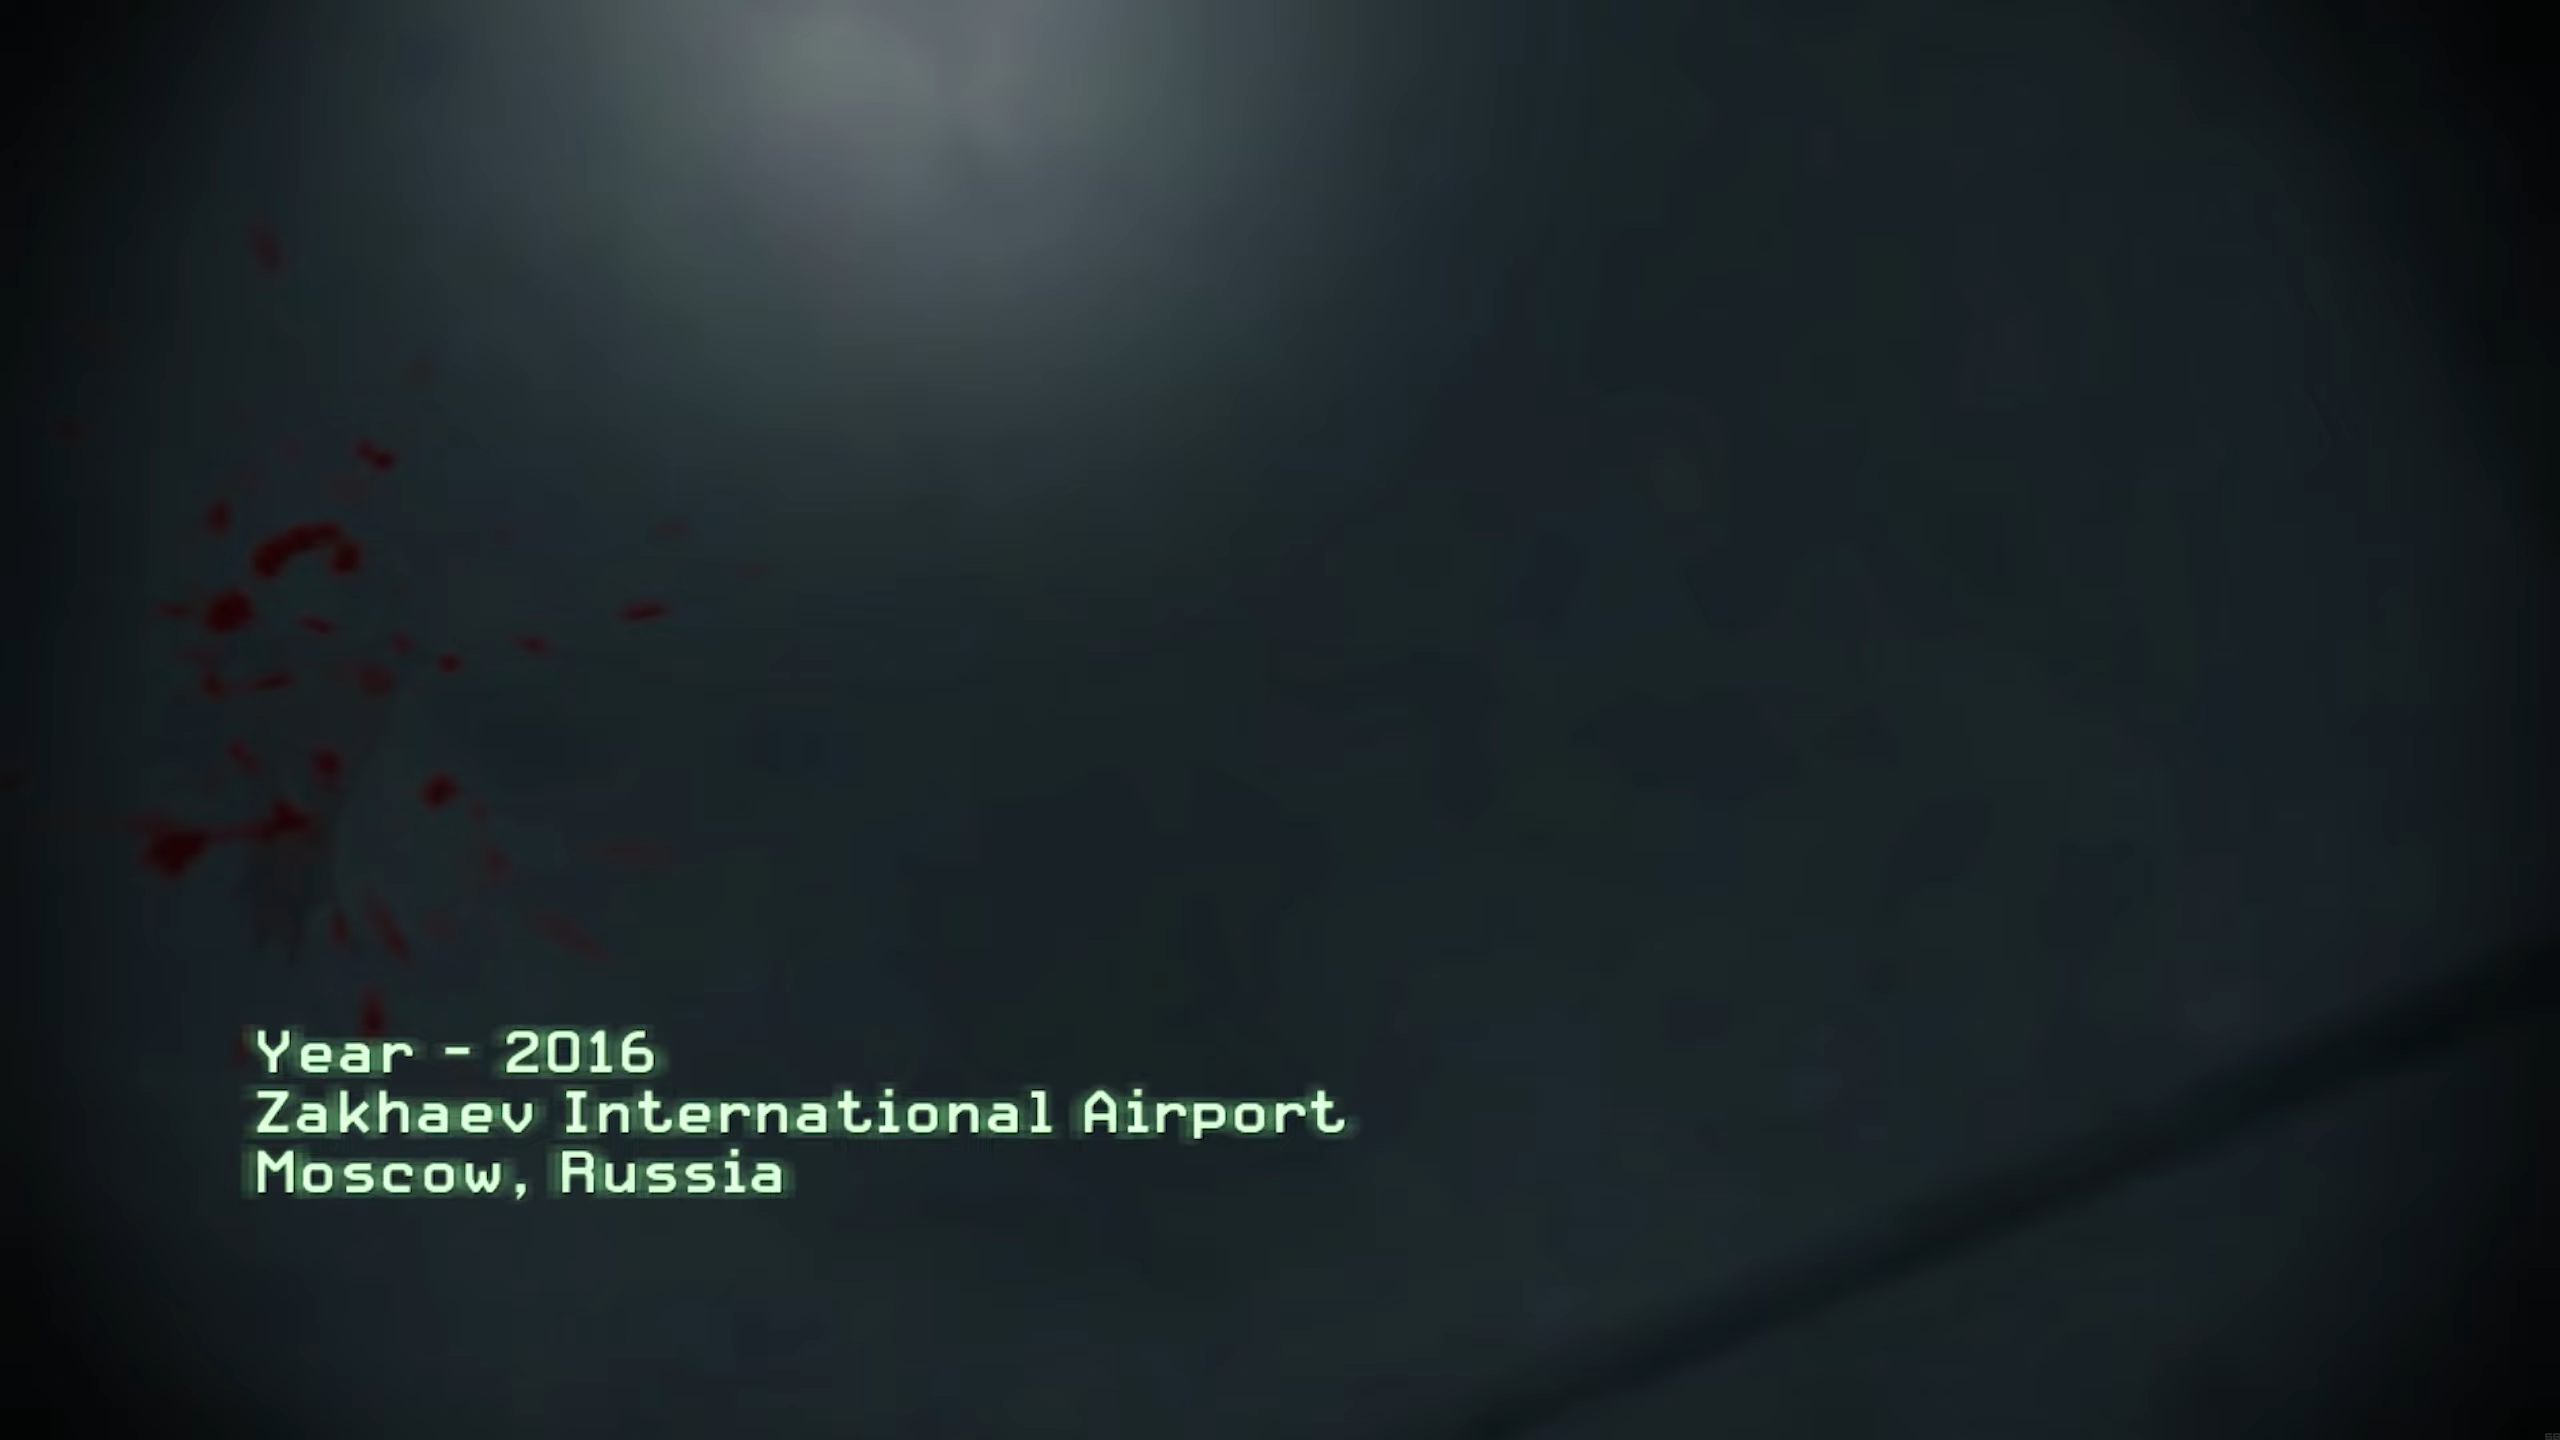 Year - 2016
Zakhaev International Airport
Moscow, Russia